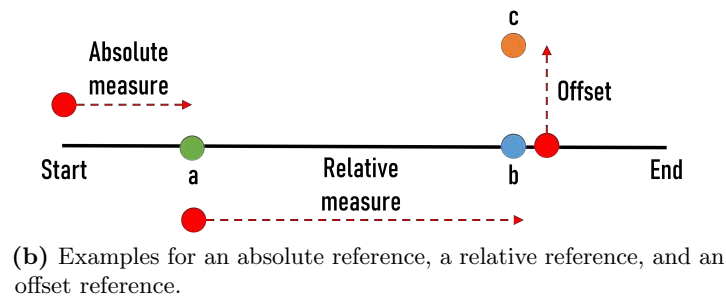 c
Absolute
measure
Offset
Start
a
Relative
measure
b
End
(b) Examples for an absolute reference, a relative reference, and an
offset reference.